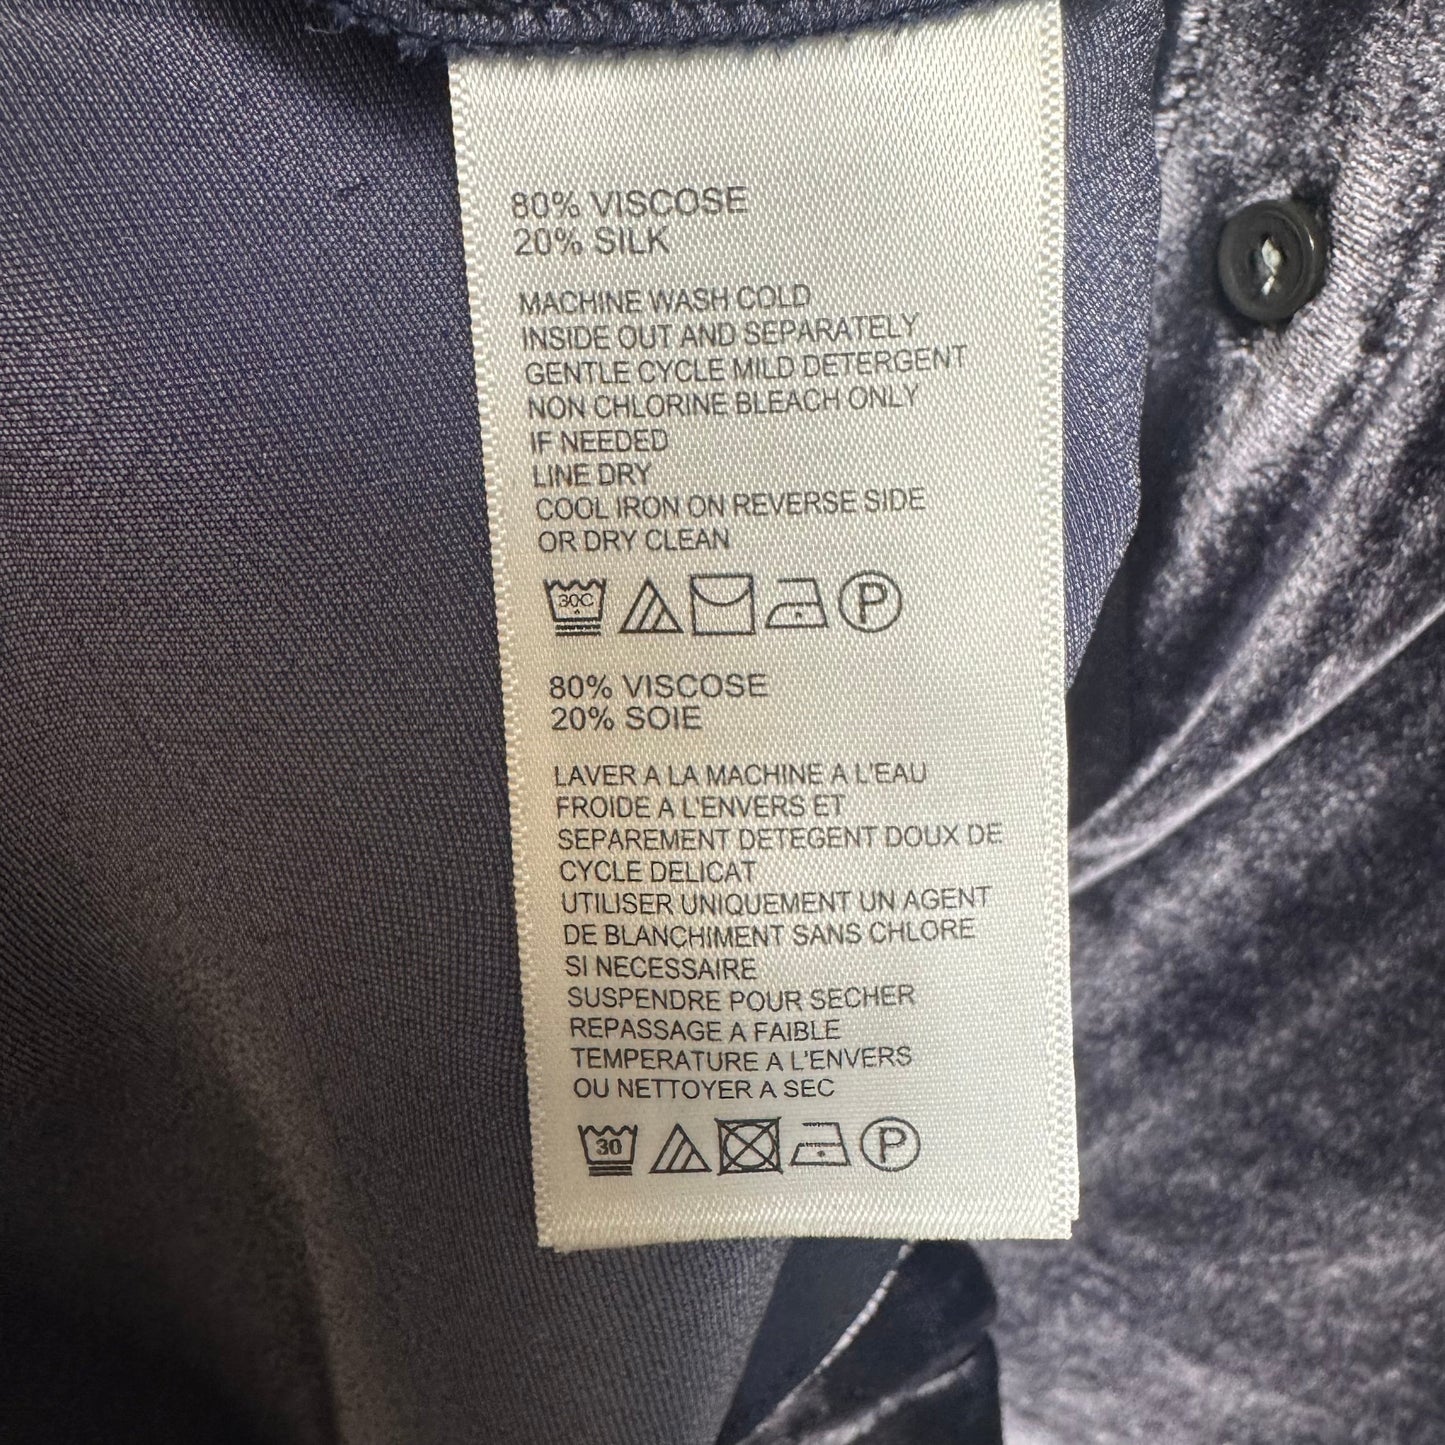 80% VISCOSE
20% SILK
MACHINE WASH COLD
INSIDE OUT AND SEPARATELY
GENTLE CYCLE MILD DETERGENT
NON CHLORINE BLEACH ONLY
IF NEEDED
LINE DRY
COOL IRON ON REVERSE SIDE
OR DRY CLEAN
30C P
80% VISCOSE
20% SOIE
LAVER A LA MACHINE A L'EAU
FROIDE A L'ENVERS ET
SEPAREMENT DETEGENT DOUX DE
CYCLE DELICAT
UTILISER UNIQUEMENT UN AGENT
DE BLANCHIMENT SANS CHLORE
SI NECESSAIRE
SUSPENDRE POUR SECHER
REPASSAGE A FAIBLE
TEMPERATURE A L'ENVERS
OU NETTOYER A SEC
30 P